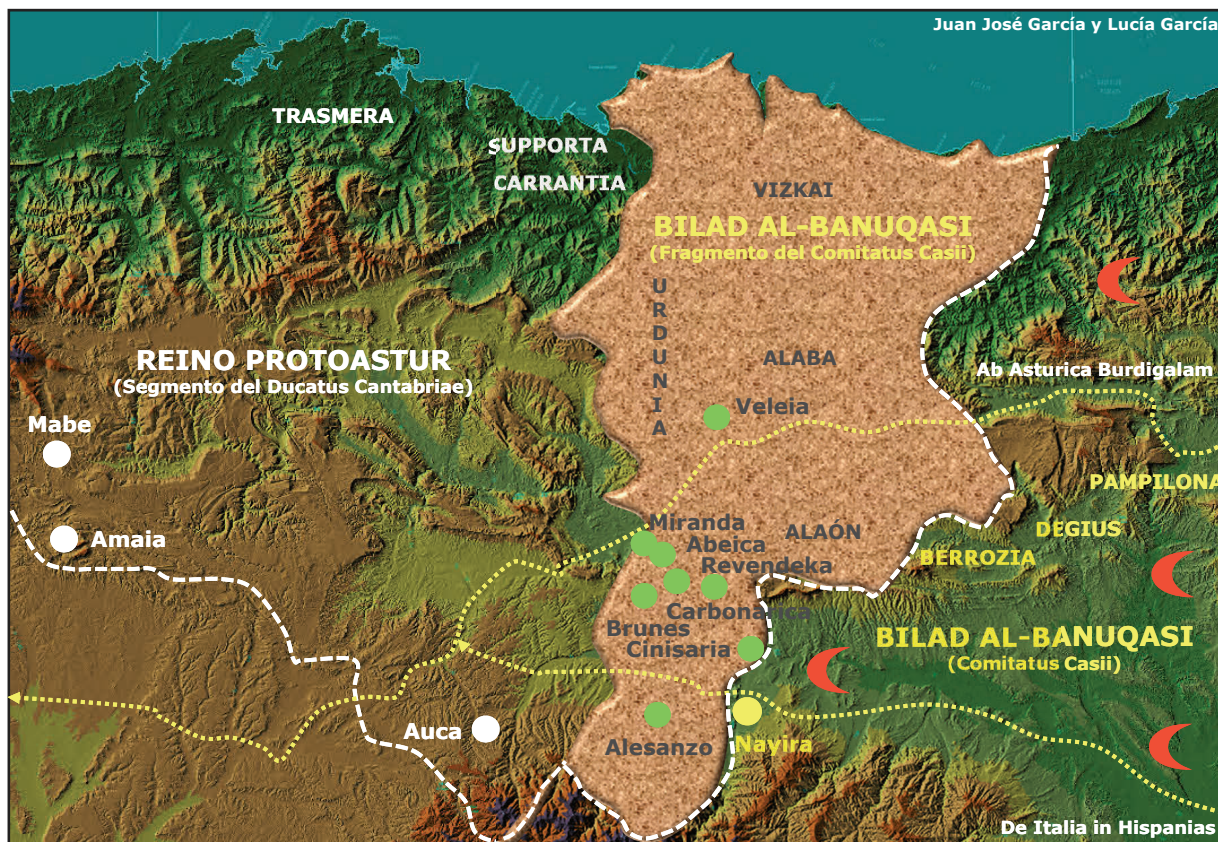 Juan José García y Lucía García
TRASMERA
SUPPORTA
CARRANTIA
VIZKAI
BILAD AL-BANUQASI
(Fragmento del Comitatus Casii)
URDUNIA
REINO PROTOASTUR
(Segmento del Ducatus Cantabriae)
ALABA
Ab Asturica Burdigalam
Veleia
Mabe
PAMPILONA
Miranda
ALAÓN
DEGIUS
Amaia
Abeica
BERROZIA
Revendeka
Carbonarica
Brunes
Cinisaria
BILAD AL-BANUQASI
(Comitatus Casii)
Auca
Alesanzo
Nayira
De Italia in Hispanias